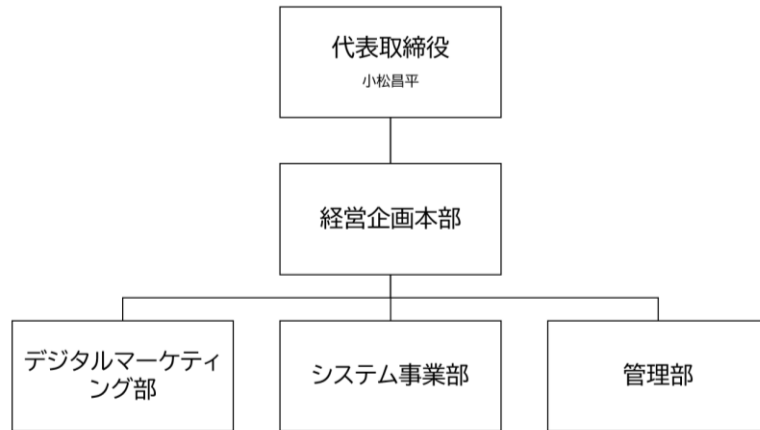 代表取締役
小松昌平
経営企画本部
デジタルマーケティ
ング部
システム事業部
管理部